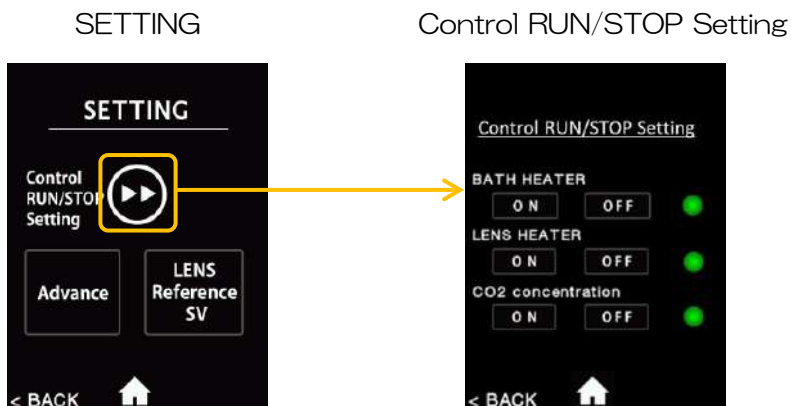 SETTING
Control RUN/STOP Setting
SETTING
Control
RUN/STOP
Setting
Advance
LENS
Reference
SV
< BACK
Control RUN/STOP Setting
BATH HEATER
ON OFF
LENS HEATER
ON OFF
CO2 concentration
ON OFF
< BACK